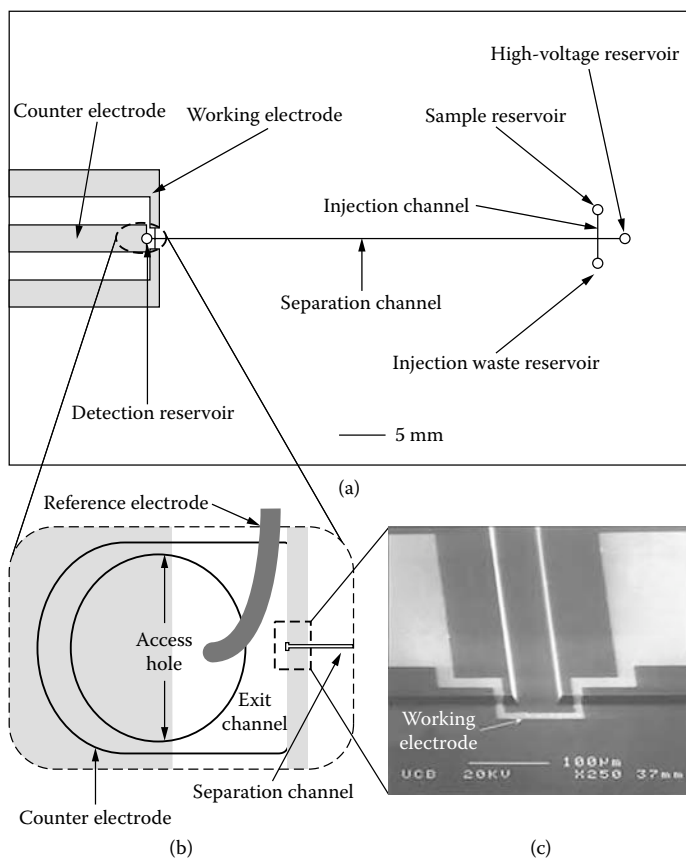 High-voltage reservoir
Counter electrode
Working electrode
Sample reservoir
Injection channel
Separation channel
Injection waste reservoir
Detection reservoir
5 mm
(a)
Reference electrode
Access
hole
Exit
channel
Working
electrode
100µm
UCB 20KV X250 37mm
Separation channel
Counter electrode
(b)
(c)